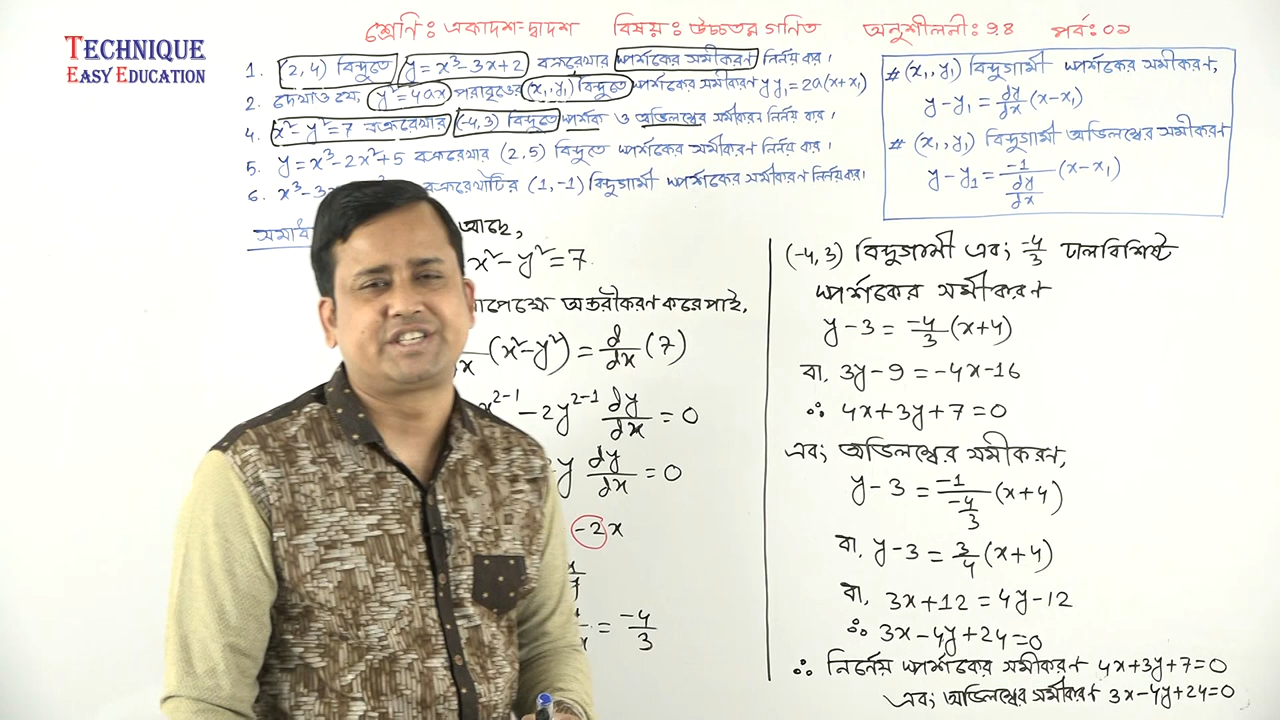 TECHNIQUE
EASY EDUCATION
শ্রেণি: একাদশ-দ্বাদশ বিষয়: উচ্চতর গণিত অনুশীলনী: ৯.৪ পর্ব: ০১
1. (2, 4) বিন্দুতে y = x³-3x+2 বক্ররেখার স্পর্শকের সমীকরণ নির্ণয় কর।
2. দেখাও যে, y² = 4ax পরাবৃত্তের (x₁, y₁) বিন্দুতে স্পর্শকের সমীকরণ yy₁ = 2a(x+x₁)
4. x²-y²=7 বক্ররেখার (-4,3) বিন্দুতে স্পর্শক ও অভিলম্বের সমীকরণ নির্ণয় কর।
5. y = x³-2x²+5 বক্ররেখার (2,5) বিন্দুতে স্পর্শকের সমীকরণ নির্ণয় কর।
6. x³-3x বক্ররেখাটির (1,-1) বিন্দুগামী স্পর্শকের সমীকরণ নির্ণয় কর।
# (x₁, y₁) বিন্দুগামী স্পর্শকের সমীকরণ,
y-y₁ = dy/dx (x-x₁)
# (x₁, y₁) বিন্দুগামী অভিলম্বের সমীকরণ
y-y₁ = -1/(dy/dx) (x-x₁)
আছে,
x²-y²=7
অন্তরীকরণ করে পাই,
(x²-y²) = d/dx (7)
x²⁻¹ - 2y²⁻¹ dy/dx = 0
y dy/dx = 0
-2x
= -4/3
(-4,3) বিন্দুগামী এবং -4/3 ঢালবিশিষ্ট
স্পর্শকের সমীকরণ
y-3 = -4/3 (x+4)
বা, 3y-9 = -4x-16
∴ 4x+3y+7=0
এবং অভিলম্বের সমীকরণ,
y-3 = -1/(-4/3) (x+4)
বা, y-3 = 3/4 (x+4)
বা, 3x+12 = 4y-12
∴ 3x-4y+24=0
∴ নির্ণেয় স্পর্শকের সমীকরণ 4x+3y+7=0
এবং অভিলম্বের সমীকরণ 3x-4y+24=0